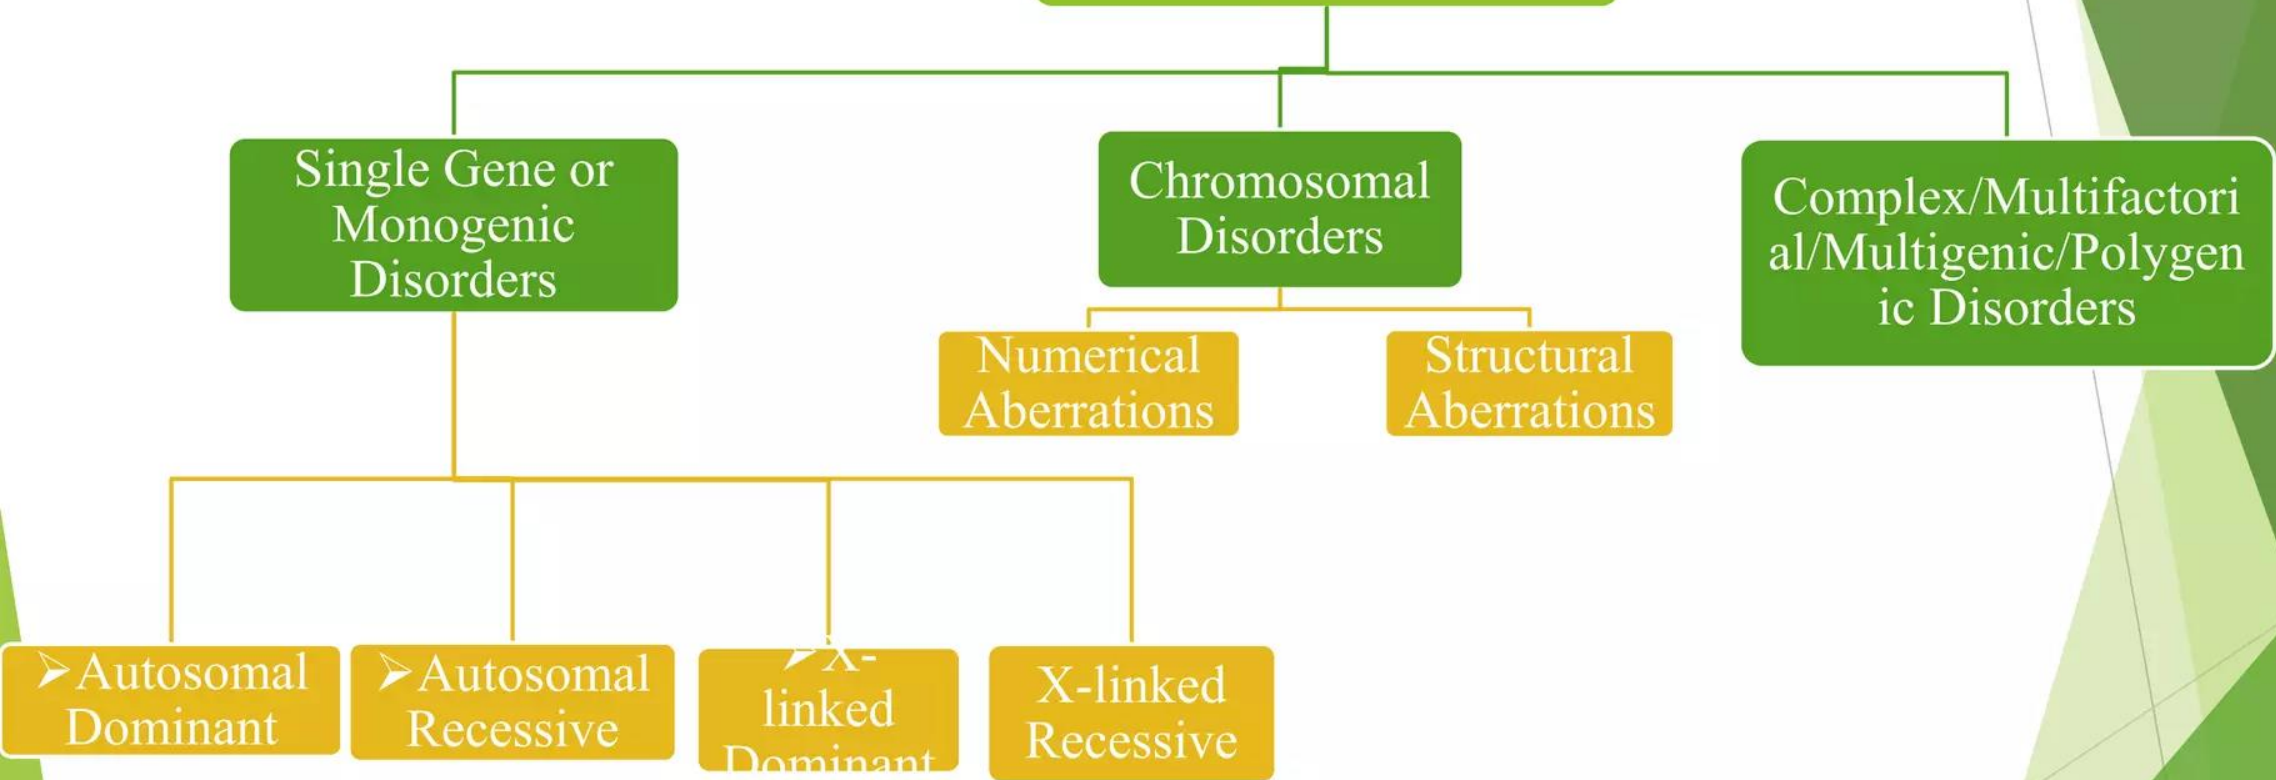 Single Gene or
Monogenic
Disorders
Chromosomal
Disorders
Complex/Multifactori
al/Multigenic/Polygen
ic Disorders
Numerical
Aberrations
Structural
Aberrations
➢Autosomal
Dominant
➢Autosomal
Recessive
➢X-
linked
Dominant
X-linked
Recessive